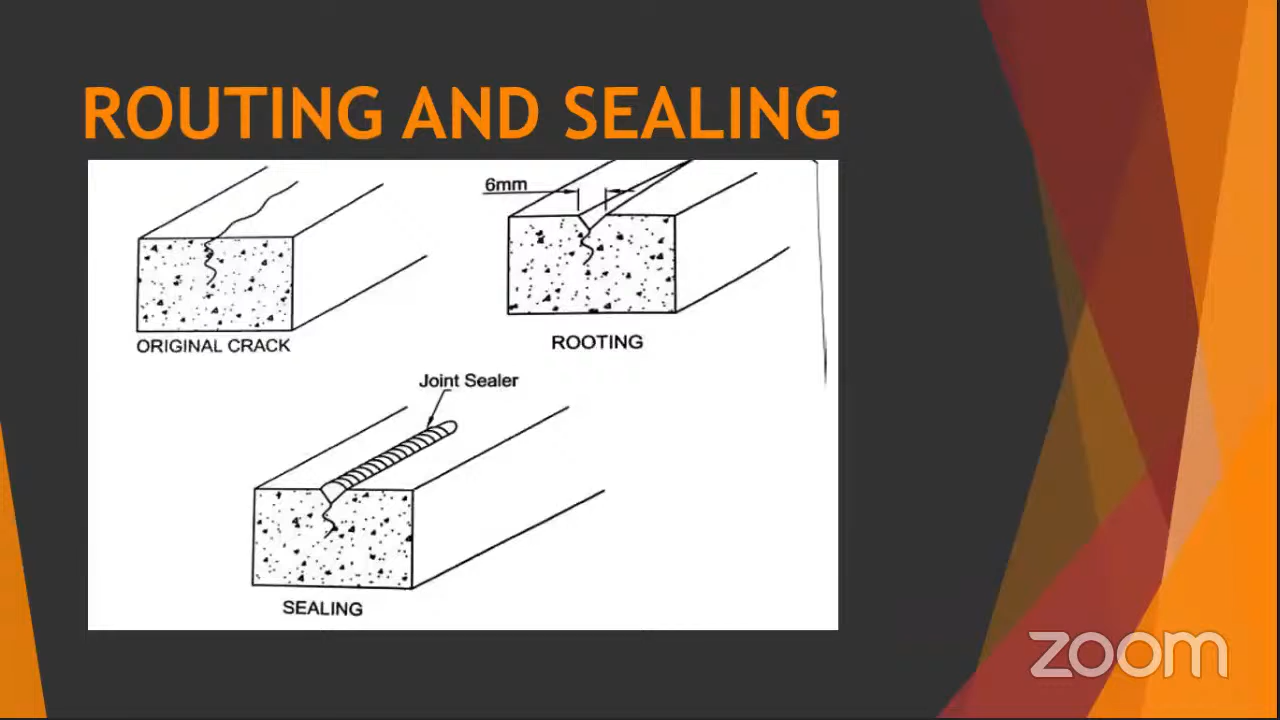 ROUTING AND SEALING
6mm
ORIGINAL CRACK
ROOTING
Joint Sealer
SEALING
zoom